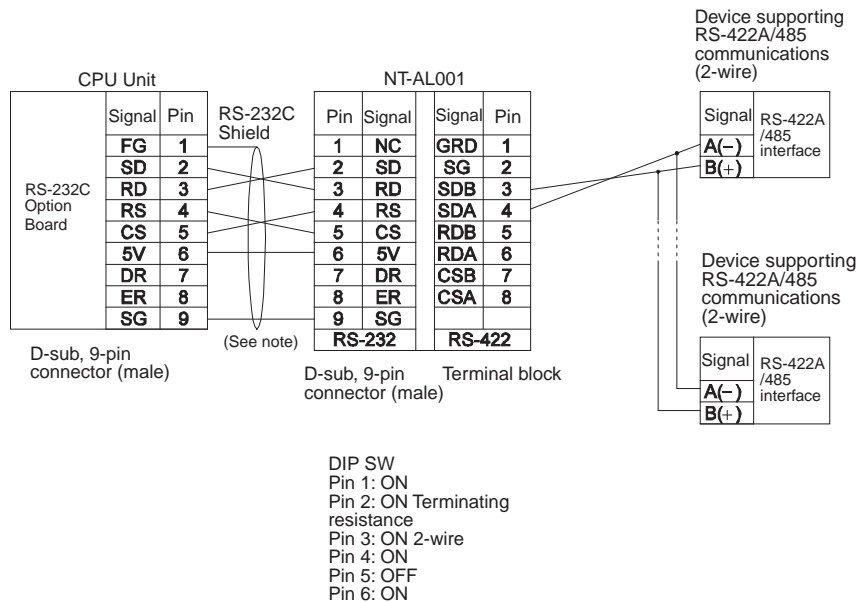 Device supporting
RS-422A/485
communications
(2-wire)
CPU Unit
NT-AL001
Signal Pin
RS-232C
Shield
Pin Signal
Signal Pin
Signal
RS-422A
/485
interface
A(−)
B(+)
RS-232C
Option
Board
FG 1
SD 2
RD 3
RS 4
CS 5
5V 6
DR 7
ER 8
SG 9
(See note)
1 NC
2 SD
3 RD
4 RS
5 CS
6 5V
7 DR
8 ER
9 SG
RS-232
GRD 1
SG 2
SDB 3
SDA 4
RDB 5
RDA 6
CSB 7
CSA 8
RS-422
D-sub, 9-pin
connector (male)
D-sub, 9-pin
connector (male)
Terminal block
Device supporting
RS-422A/485
communications
(2-wire)
Signal
RS-422A
/485
interface
A(−)
B(+)
DIP SW
Pin 1: ON
Pin 2: ON Terminating
resistance
Pin 3: ON 2-wire
Pin 4: ON
Pin 5: OFF
Pin 6: ON